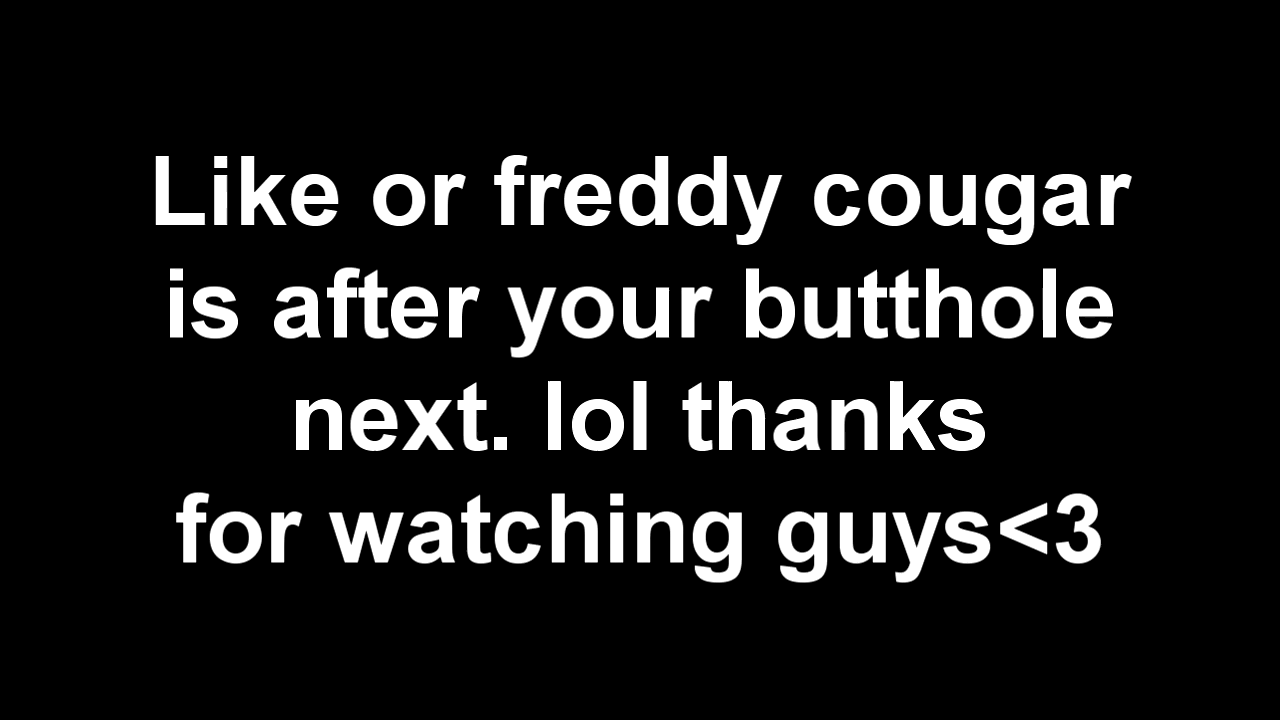 Like or freddy cougar
is after your butthole
next. lol thanks
for watching guys<3